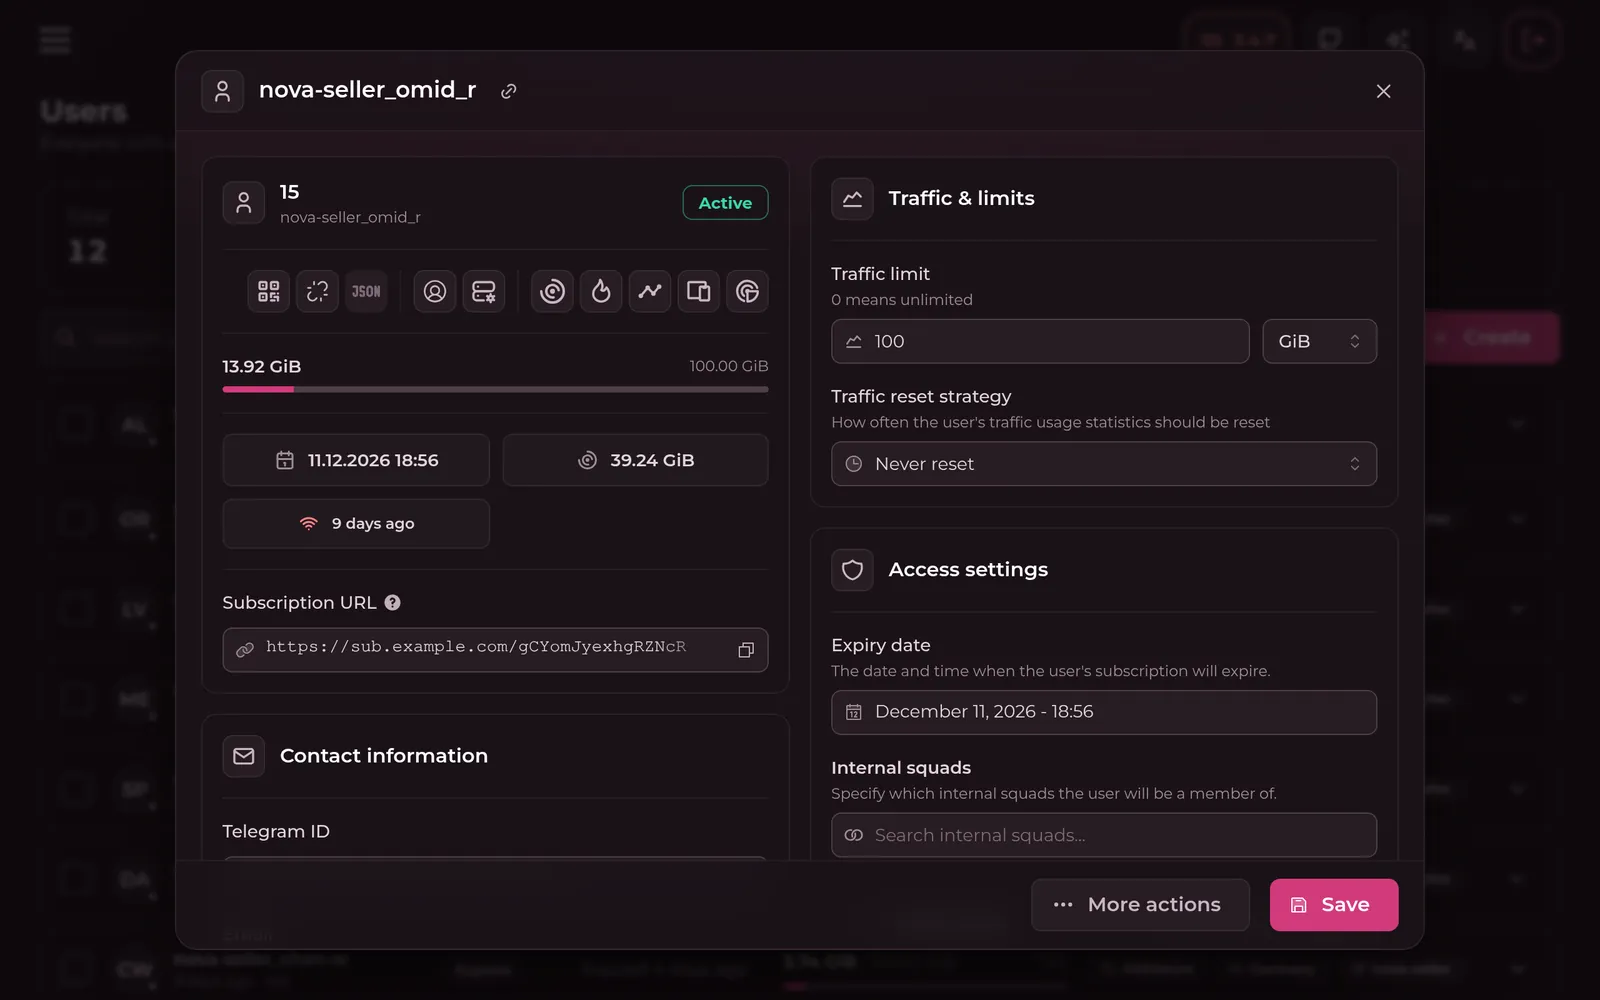 Users
12
Create
nova-seller_omid_r
15
nova-seller_omid_r
Active
JSON
13.92 GiB
100.00 GiB
11.12.2026 18:56
39.24 GiB
9 days ago
Subscription URL
https://sub.example.com/gCYomJyexhgRZNcR
Contact information
Telegram ID
Traffic & limits
Traffic limit
0 means unlimited
100
GiB
Traffic reset strategy
How often the user's traffic usage statistics should be reset
Never reset
Access settings
Expiry date
The date and time when the user's subscription will expire.
December 11, 2026 - 18:56
Internal squads
Specify which internal squads the user will be a member of.
Search internal squads...
More actions
Save